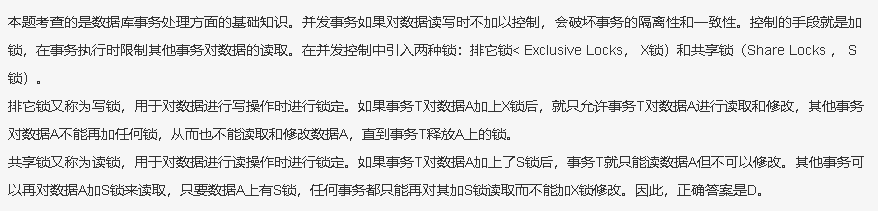 本题考查的是数据库事务处理方面的基础知识。并发事务如果对数据读写时不加以控制，会破坏事务的隔离性和一致性。控制的手段就是加
锁，在事务执行时限制其他事务对数据的读取。在并发控制中引入两种锁：排它锁< Exclusive Locks， X锁）和共享锁（Share Locks ， S
锁）。
排它锁又称为写锁，用于对数据进行写操作时进行锁定。如果事务T对数据A加上X锁后，就只允许事务T对数据A进行读取和修改，其他事务
对数据A不能再加任何锁，从而也不能读取和修改数据A，直到事务T释放A上的锁。
共享锁又称为读锁，用于对数据进行读操作时进行锁定。如果事务T对数据A加上了S锁后，事务T就只能读数据A但不可以修改。其他事务可
以再对数据A加S锁来读取，只要数据A上有S锁，任何事务都只能再对其加S锁读取而不能加X锁修改。因此，正确答案是D。